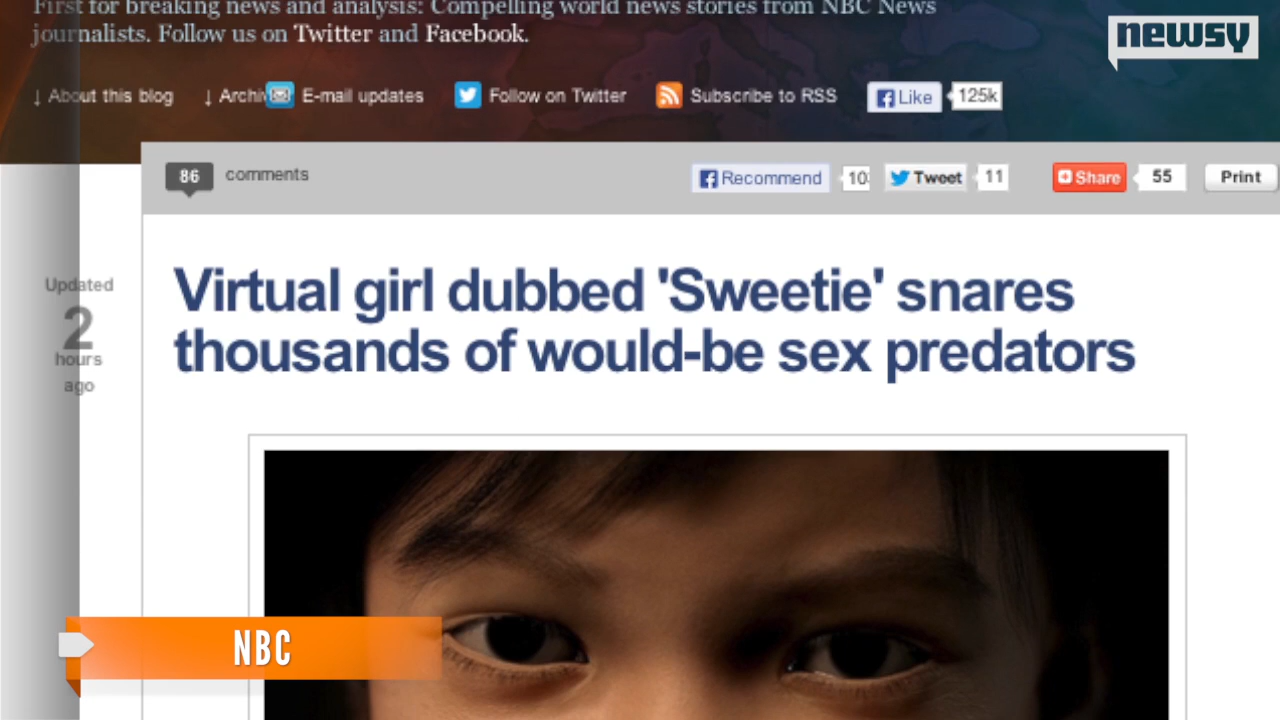 First for breaking news and analysis: Compelling world news stories from NBC News
journalists. Follow us on Twitter and Facebook.
newsy
↓ About this blog ↓ Archiv E-mail updates Follow on Twitter Subscribe to RSS Like 125k
86 comments Recommend 10 Tweet 11 Share 55 Print
Updated
2
hours
ago
Virtual girl dubbed 'Sweetie' snares
thousands of would-be sex predators
NBC